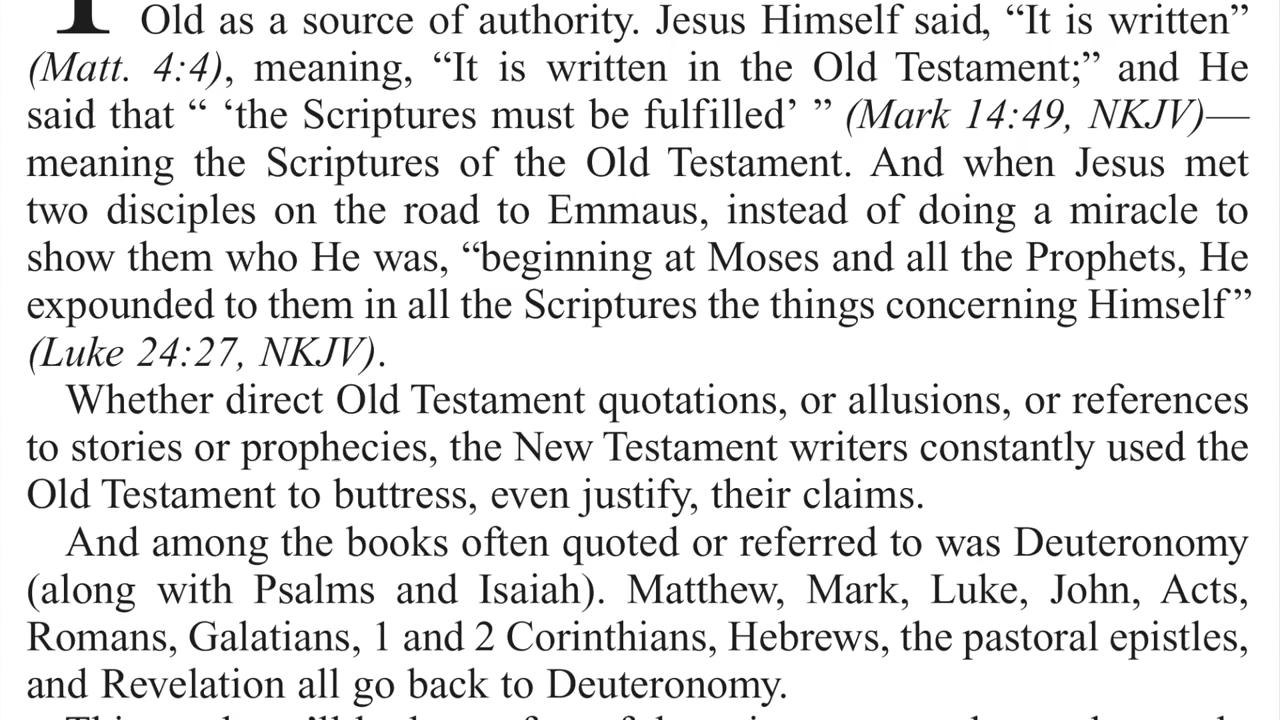 Old as a source of authority. Jesus Himself said, “It is written”
(Matt. 4:4), meaning, “It is written in the Old Testament;” and He
said that “ ‘the Scriptures must be fulfilled’ ” (Mark 14:49, NKJV)—
meaning the Scriptures of the Old Testament. And when Jesus met
two disciples on the road to Emmaus, instead of doing a miracle to
show them who He was, “beginning at Moses and all the Prophets, He
expounded to them in all the Scriptures the things concerning Himself”
(Luke 24:27, NKJV).
Whether direct Old Testament quotations, or allusions, or references
to stories or prophecies, the New Testament writers constantly used the
Old Testament to buttress, even justify, their claims.
And among the books often quoted or referred to was Deuteronomy
(along with Psalms and Isaiah). Matthew, Mark, Luke, John, Acts,
Romans, Galatians, 1 and 2 Corinthians, Hebrews, the pastoral epistles,
and Revelation all go back to Deuteronomy.